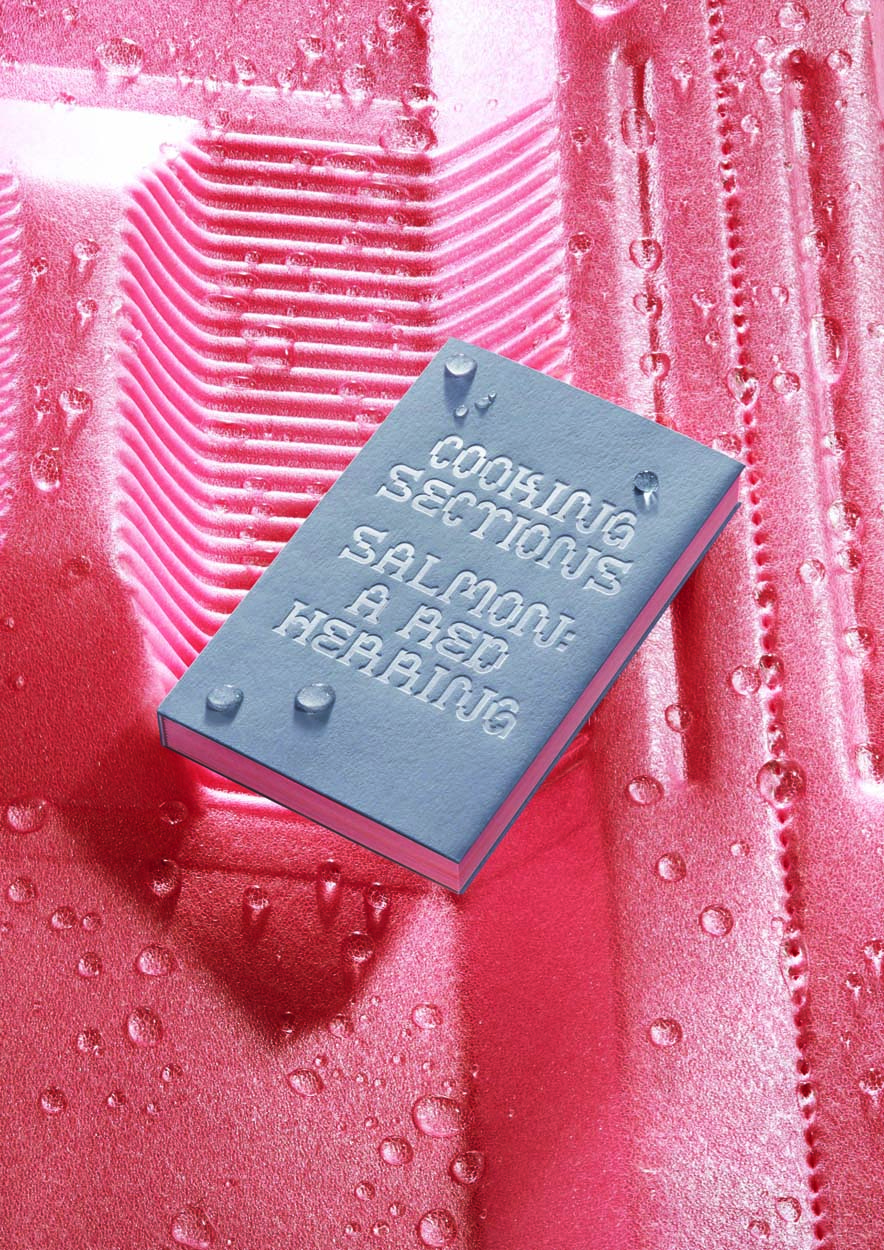 COOKING
SECTIONS
SALMON:
A RED
HERRING